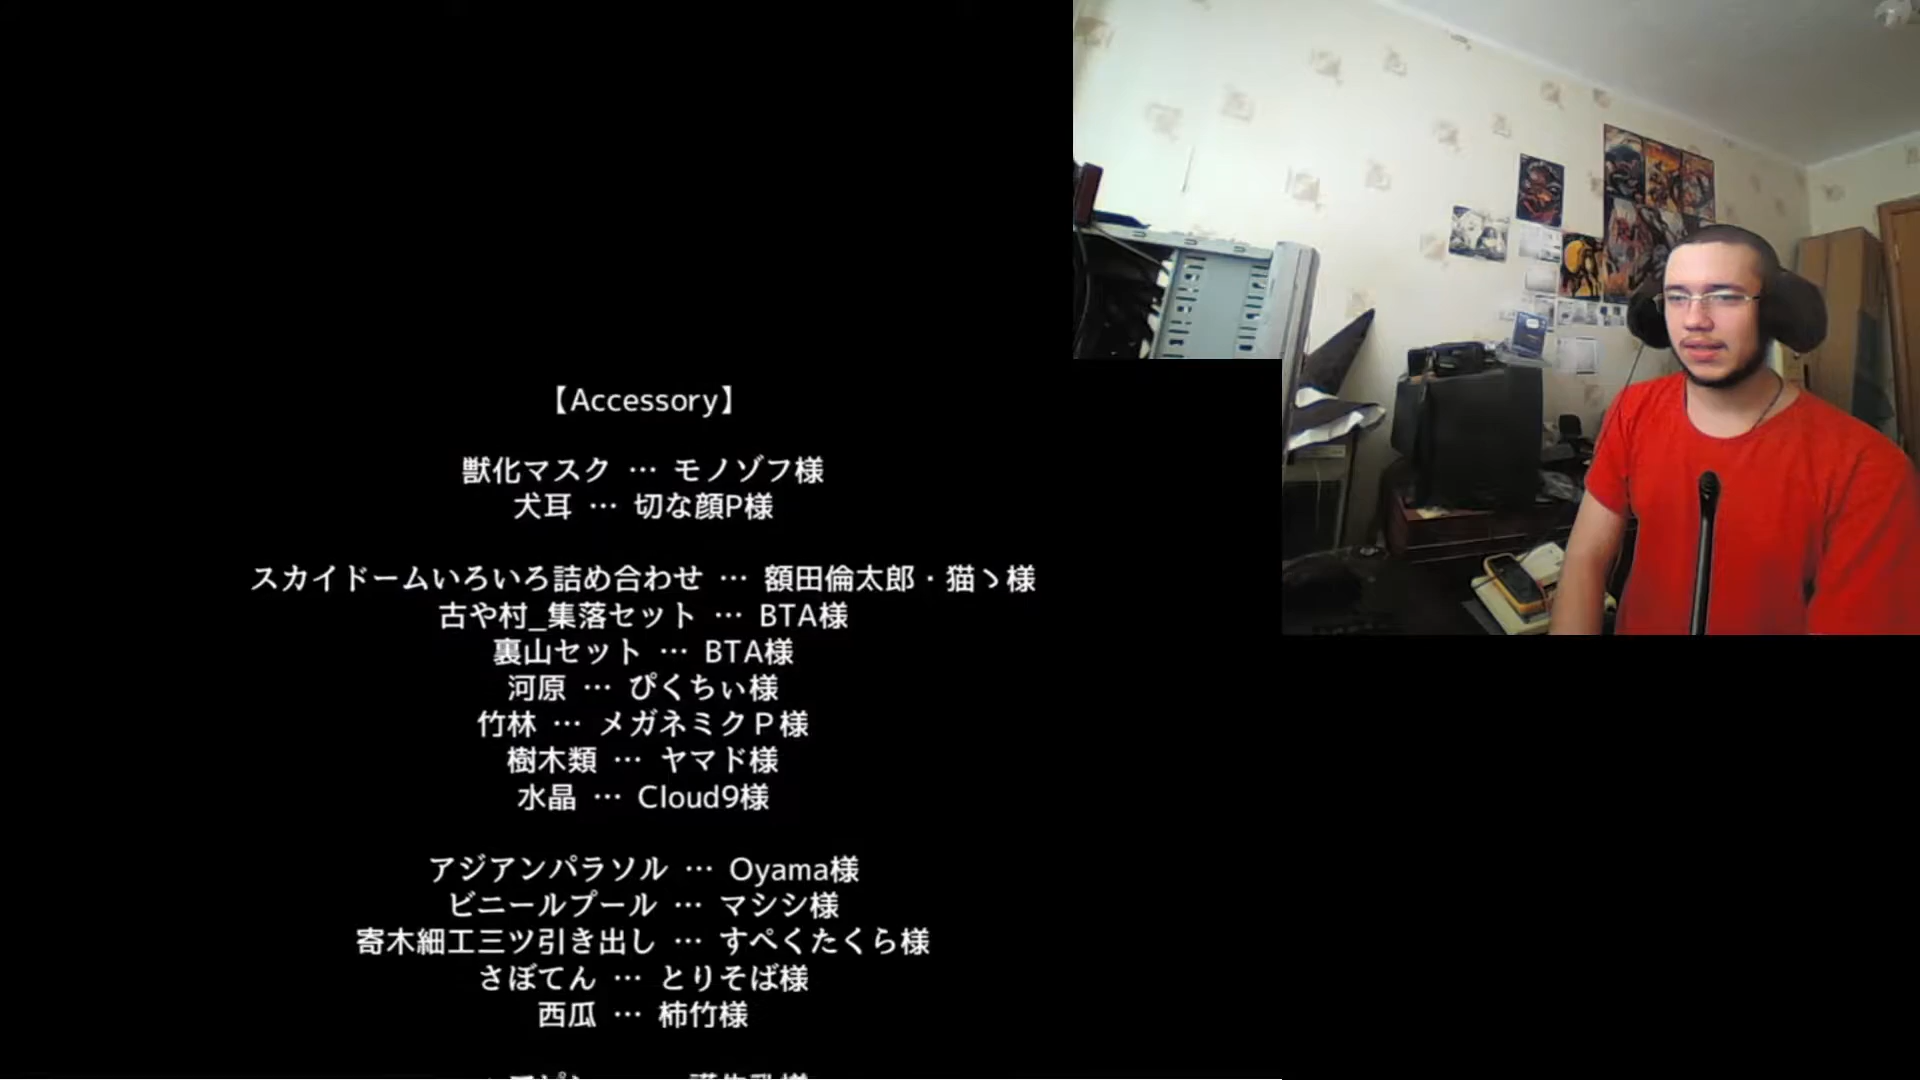 【Accessory】
獣化マスク … モノゾフ様
犬耳 … 切な顔P様
スカイドームいろいろ詰め合わせ … 額田倫太郎・猫ゝ様
古や村_集落セット … BTA様
裏山セット … BTA様
河原 … ぴくちぃ様
竹林 … メガネミクＰ様
樹木類 … ヤマド様
水晶 … Cloud9様
アジアンパラソル … Oyama様
ビニールプール … マシシ様
寄木細工三ツ引き出し … すぺくたくら様
さぼてん … とりそば様
西瓜 … 柿竹様